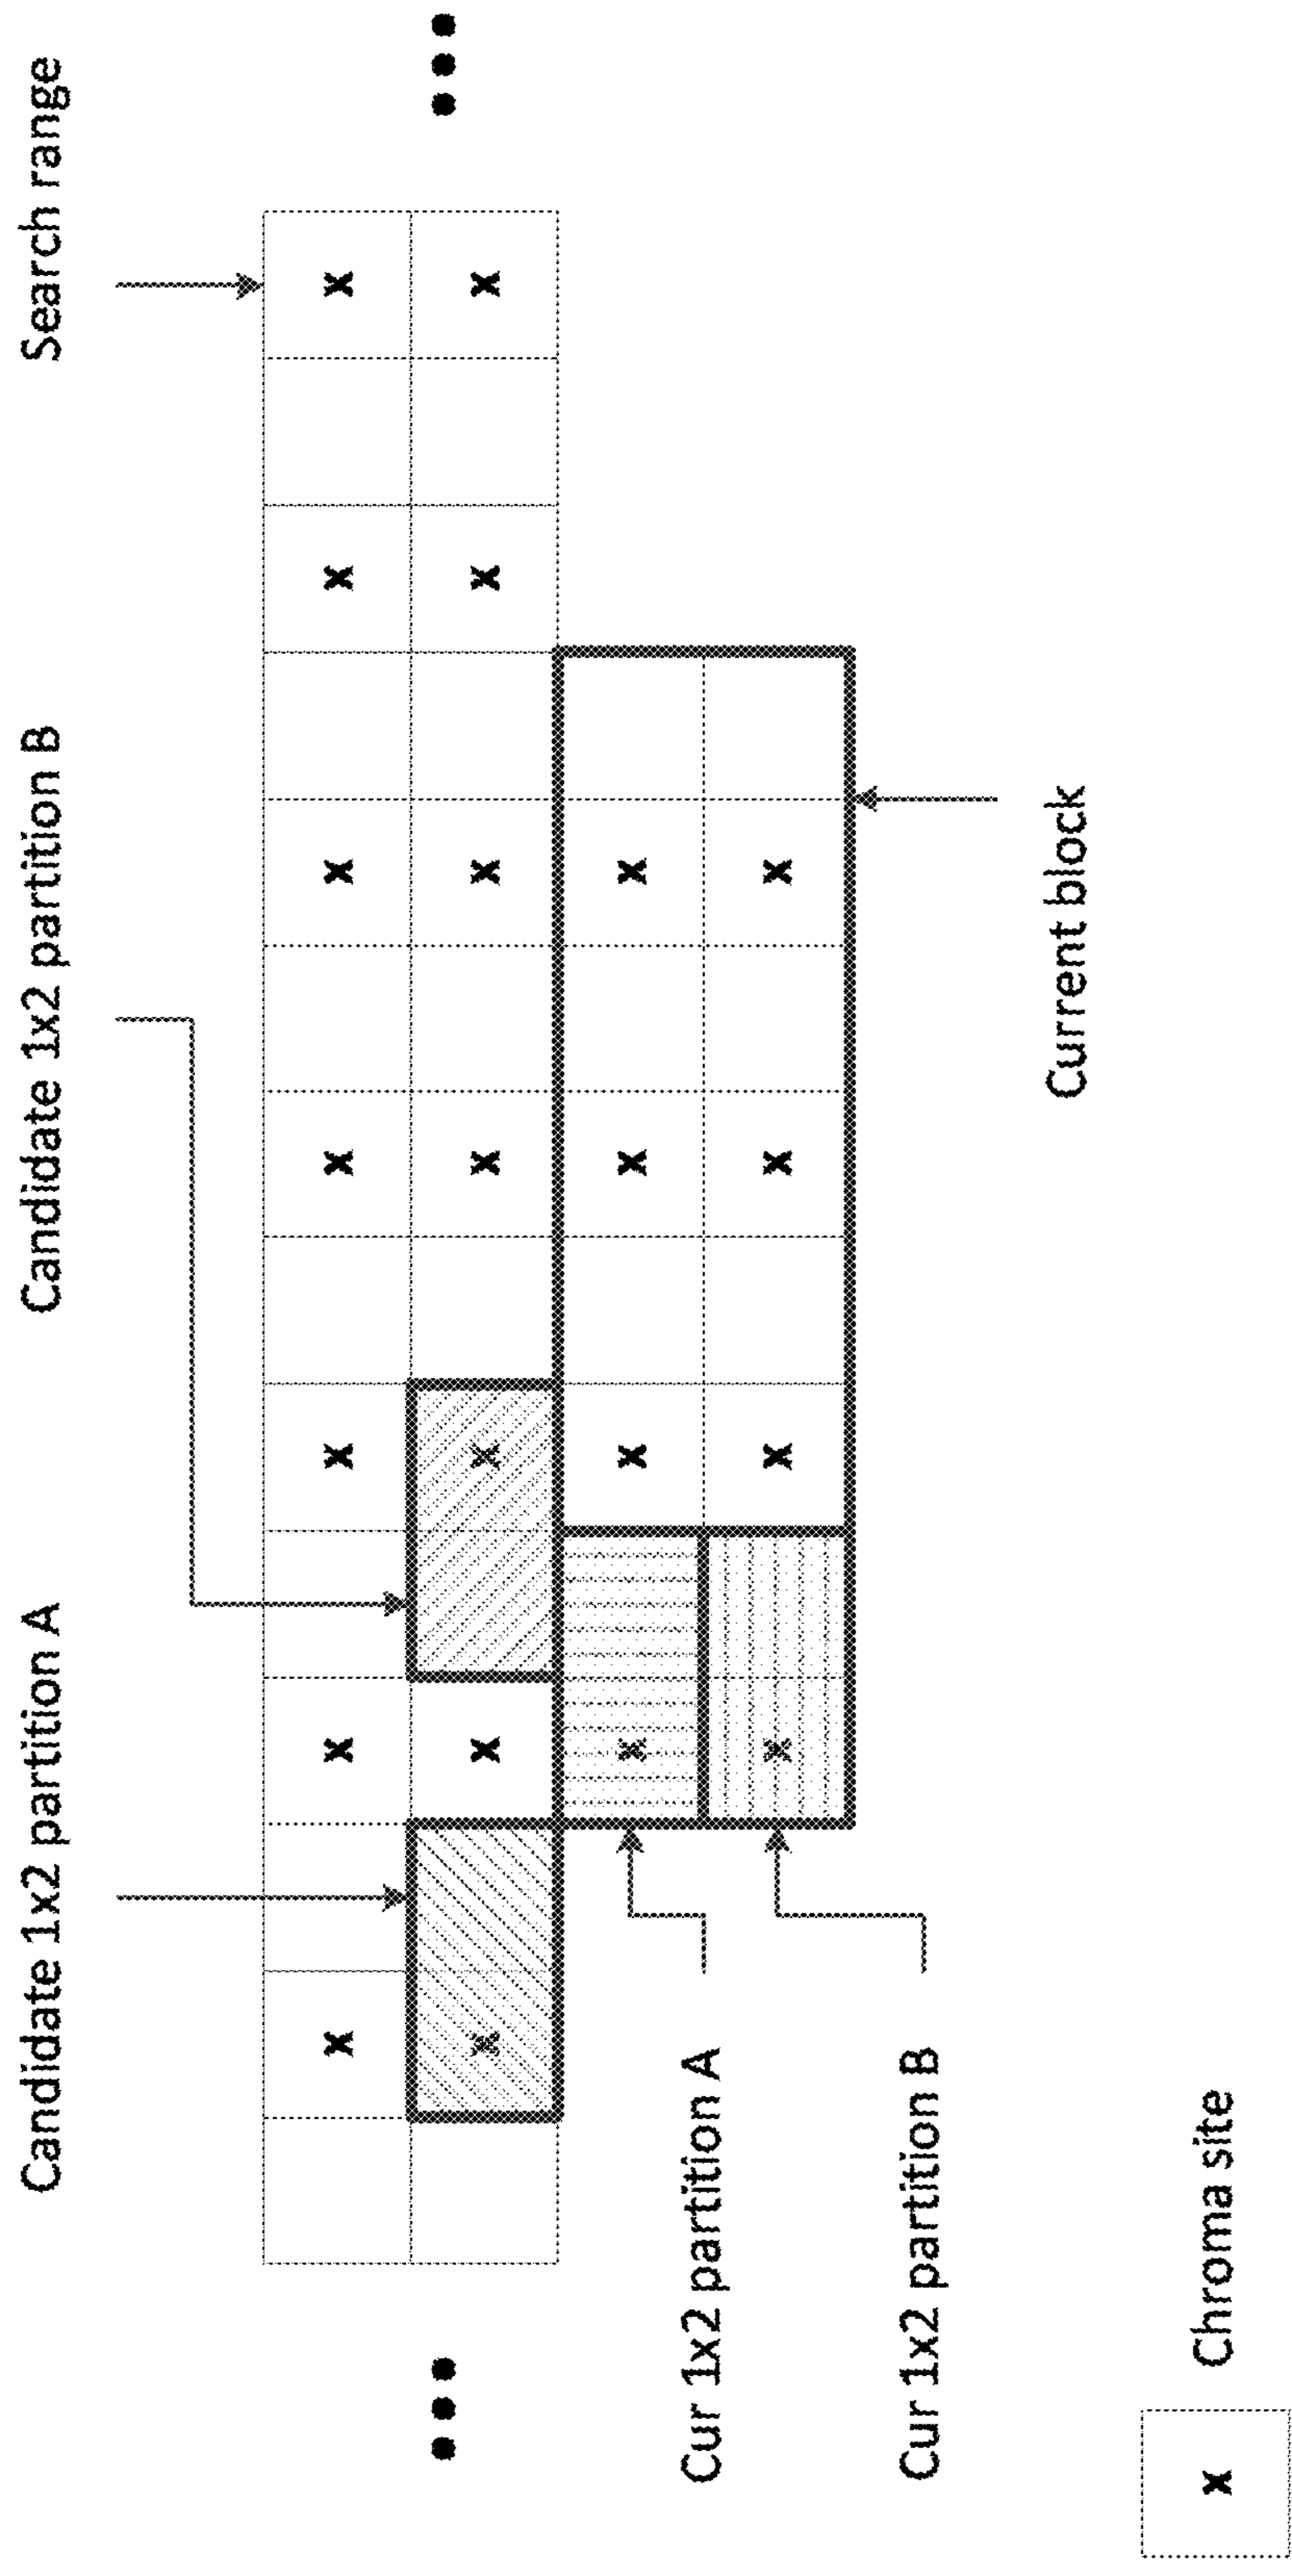 Candidate 1x2 partition A
Candidate 1x2 partition B
Search range
Cur 1x2 partition A
Cur 1x2 partition B
Current block
x Chroma site